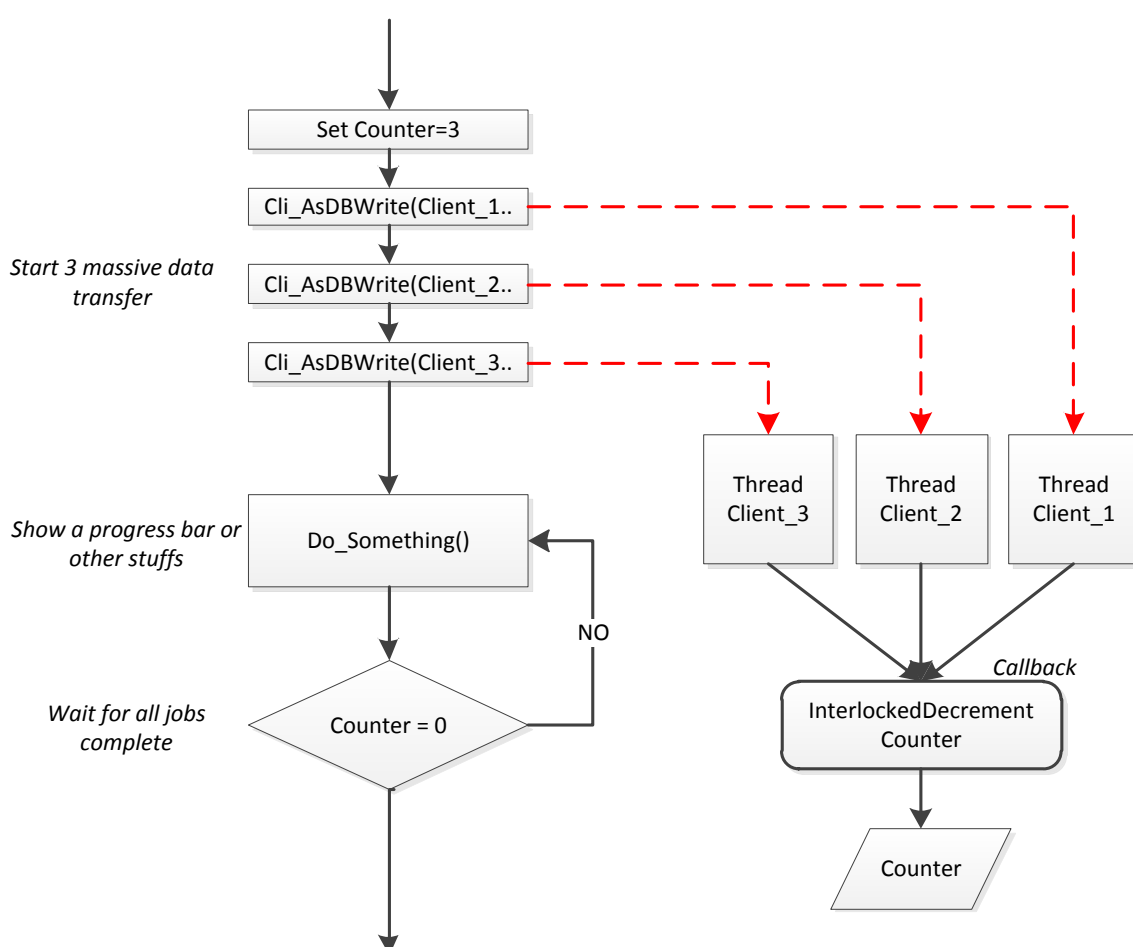 Set Counter=3
Cli_AsDBWrite(Client_1..
Start 3 massive data
transfer
Cli_AsDBWrite(Client_2..
Cli_AsDBWrite(Client_3..
Thread
Client_3
Thread
Client_2
Thread
Client_1
Show a progress bar or
other stuffs
Do_Something()
NO
Callback
Wait for all jobs
complete
Counter = 0
InterlockedDecrement
Counter
Counter